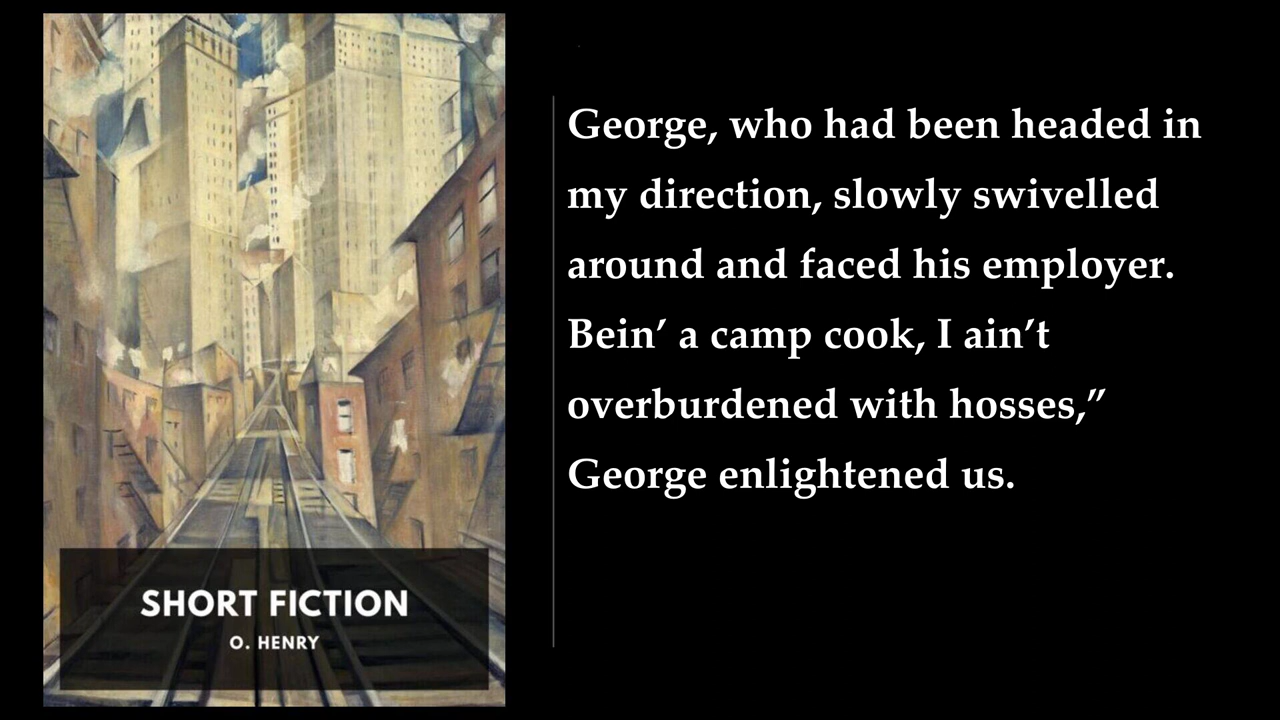 George, who had been headed in
my direction, slowly swivelled
around and faced his employer.
Bein’ a camp cook, I ain’t
overburdened with hosses,”
George enlightened us.
SHORT FICTION
O. HENRY